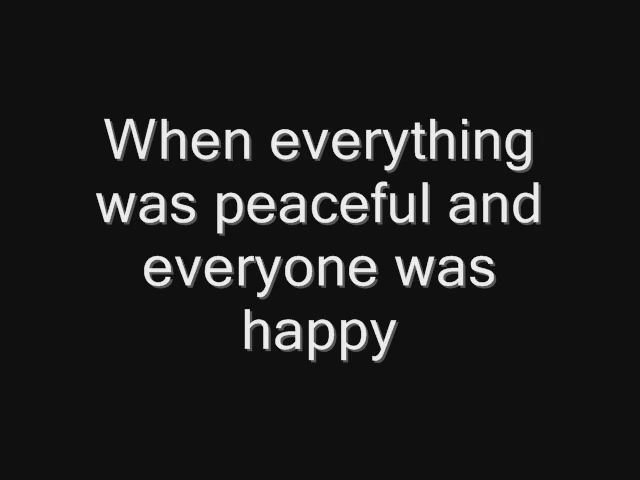 When everything
was peaceful and
everyone was
happy